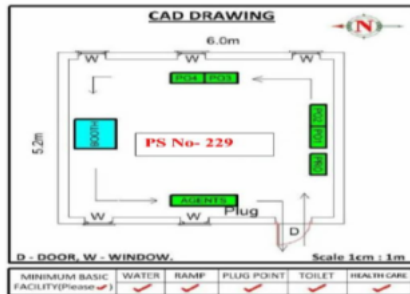 CAD DRAWING
N
6.0m
W W W
PO4 PO3
5.2m
BOOTH
PO2
PO1
PS No- 229
AGENTS
Plug
W W
D
D - DOOR, W - WINDOW. Scale 1cm : 1m
MINIMUM BASIC FACILITY(Please ✓) WATER RAMP PLUG POINT TOILET HEALTH CARE
✓ ✓ ✓ ✓ ✓